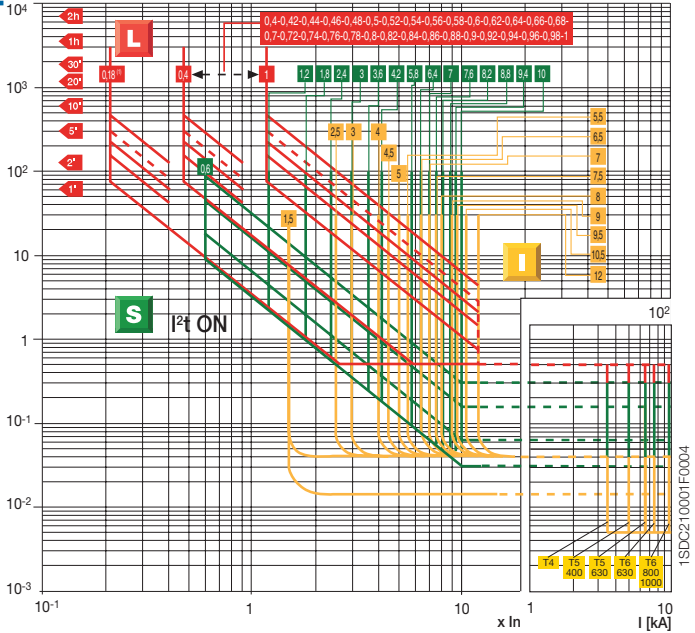 10⁴
2h
1h
30'
20'
10'
5'
2'
1'
L
0,4-0,42-0,44-0,46-0,48-0,5-0,52-0,54-0,56-0,58-0,6-0,62-0,64-0,66-0,68-
0,7-0,72-0,74-0,76-0,78-0,8-0,82-0,84-0,86-0,88-0,9-0,92-0,94-0,96-0,98-1
0,18 (1)
0,4
1
1,2 1,8 2,4 3 3,6 4,2 5,8 6,4 7 7,6 8,2 8,8 9,4 10
10³
2,5 3 4
4,5
5
5,5
6,5
7
7,5
8
9
9,5
10,5
12
10²
0,6
1,5
10
I
S
I²t ON
1
10⁻¹
10⁻²
10⁻³
10⁻¹
1
10
x In
10²
T4
T5
400
T5
630
T6
630
T6
800
1000
1
10
I [kA]
1SDC210001F0004